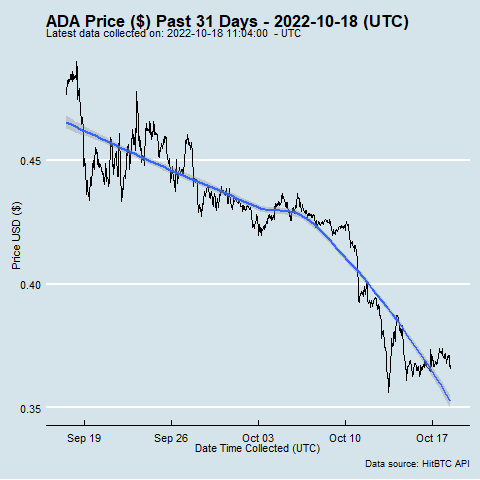 ADA Price ($) Past 31 Days - 2022-10-18 (UTC)
Latest data collected on: 2022-10-18 11:04:00 - UTC
Price USD ($)
0.45
0.40
0.35
Sep 19 Sep 26 Oct 03 Oct 10 Oct 17
Date Time Collected (UTC)
Data source: HitBTC API